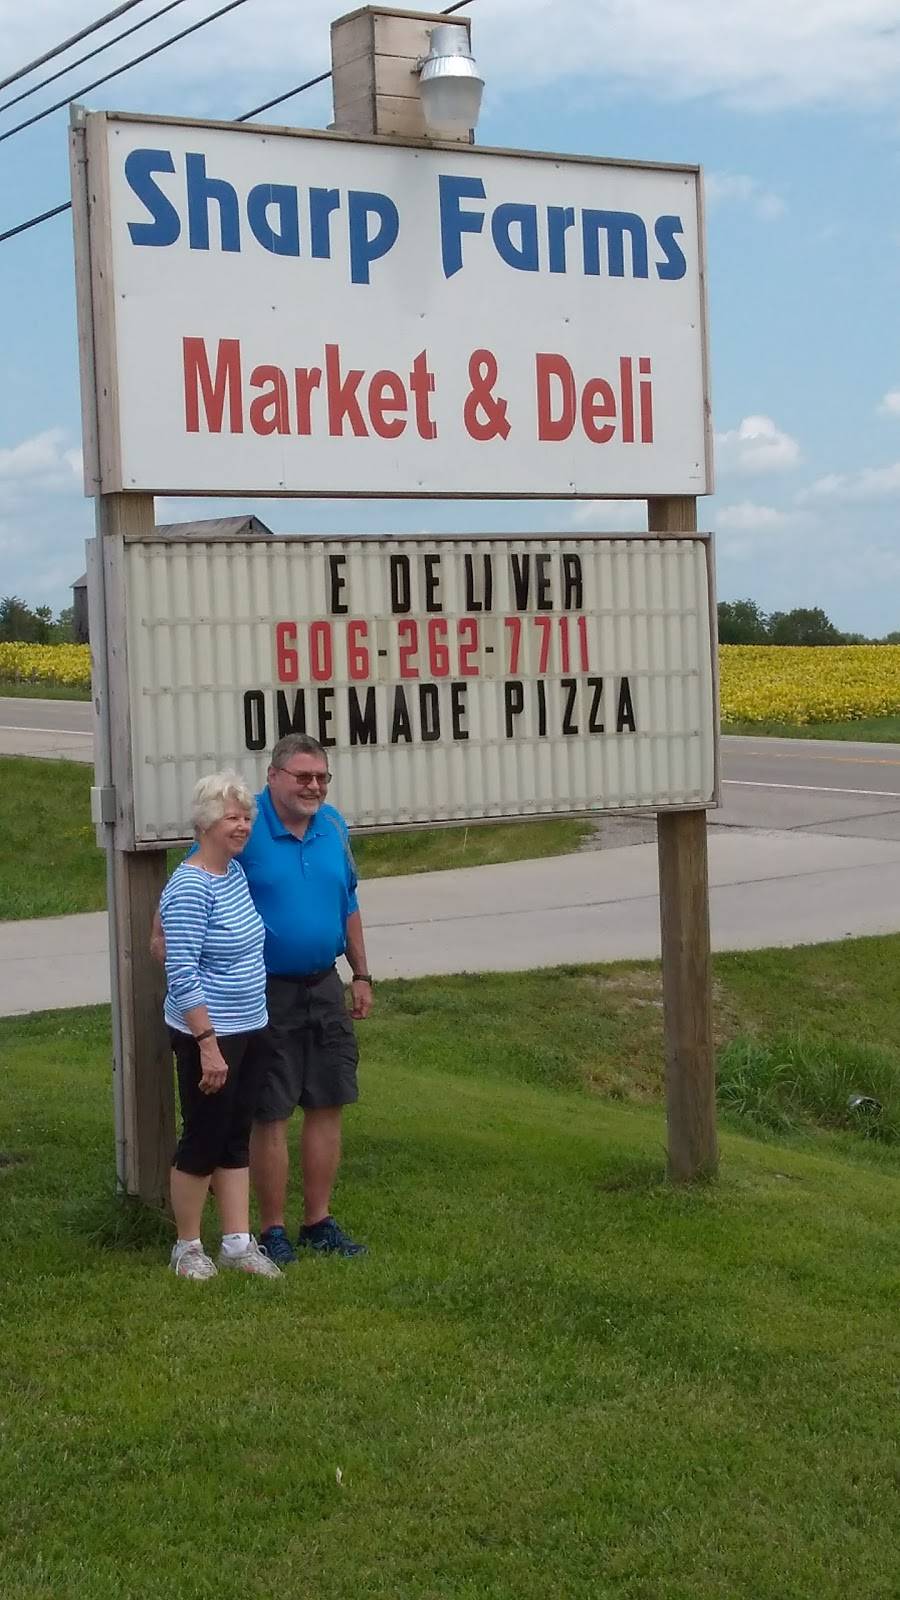 Sharp Farms
Market & Deli
E DELIVER
606-262-7711
OMEMADE PIZZA